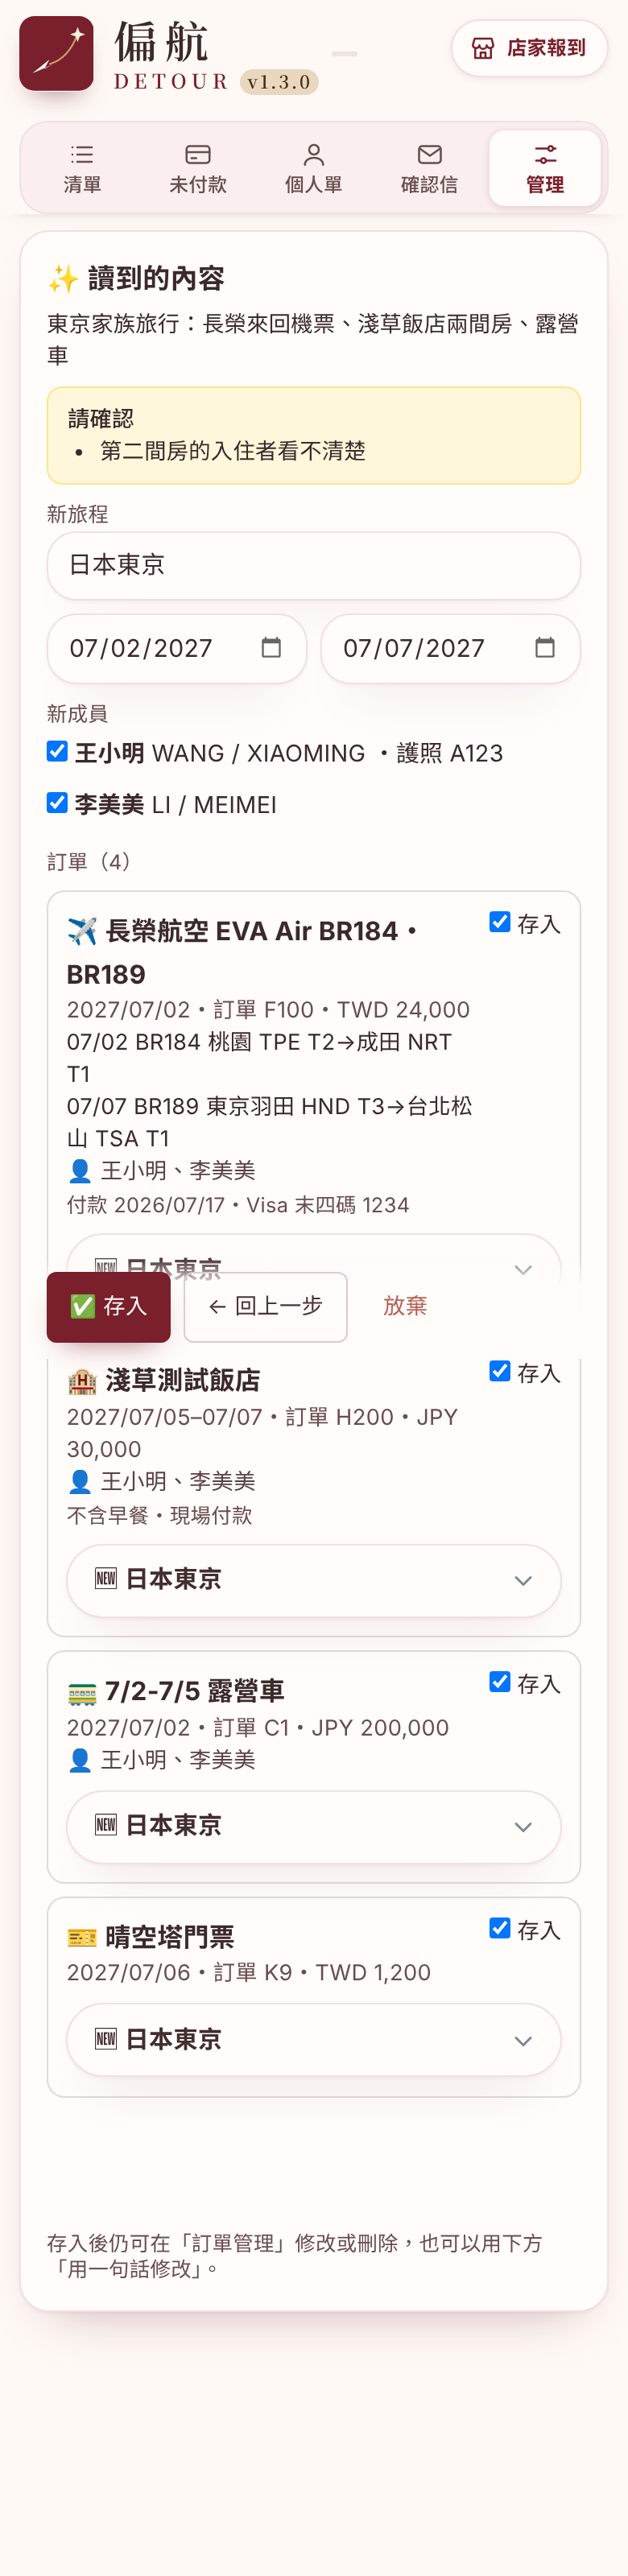 偏航
DETOUR v1.3.0
店家報到
清單
未付款
個人單
確認信
管理
✨ 讀到的內容
東京家族旅行：長榮來回機票、淺草飯店兩間房、露營
車
請確認
• 第二間房的入住者看不清楚
新旅程
日本東京
07/02/2027
07/07/2027
新成員
王小明 WANG / XIAOMING ・護照 A123
李美美 LI / MEIMEI
訂單（4）
✈️ 長榮航空 EVA Air BR184・
BR189
存入
2027/07/02・訂單 F100・TWD 24,000
07/02 BR184 桃園 TPE T2→成田 NRT
T1
07/07 BR189 東京羽田 HND T3→台北松
山 TSA T1
👤 王小明、李美美
付款 2026/07/17・Visa 末四碼 1234
🆕 日本東京
✅ 存入
← 回上一步
放棄
🏨 淺草測試飯店
存入
2027/07/05–07/07・訂單 H200・JPY
30,000
👤 王小明、李美美
不含早餐・現場付款
🆕 日本東京
🚃 7/2-7/5 露營車
存入
2027/07/02・訂單 C1・JPY 200,000
👤 王小明、李美美
🆕 日本東京
🎫 晴空塔門票
存入
2027/07/06・訂單 K9・TWD 1,200
🆕 日本東京
存入後仍可在「訂單管理」修改或刪除，也可以用下方
「用一句話修改」。